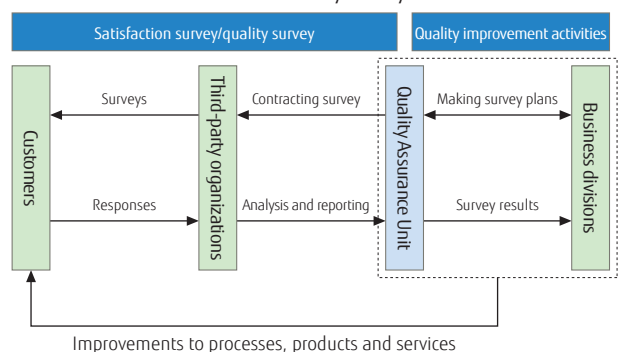 Satisfaction survey/quality survey
Quality improvement activities
Customers
Surveys
Responses
Third-party organizations
Contracting survey
Analysis and reporting
Quality Assurance Unit
Making survey plans
Survey results
Business divisions
Improvements to processes, products and services